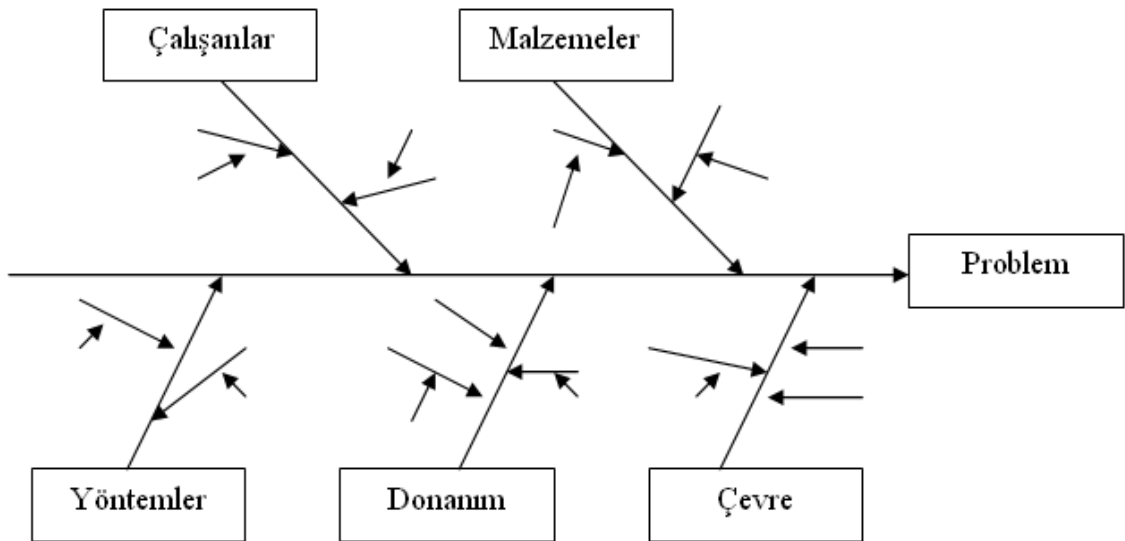 Çalışanlar
Malzemeler
Problem
Yöntemler
Donanım
Çevre